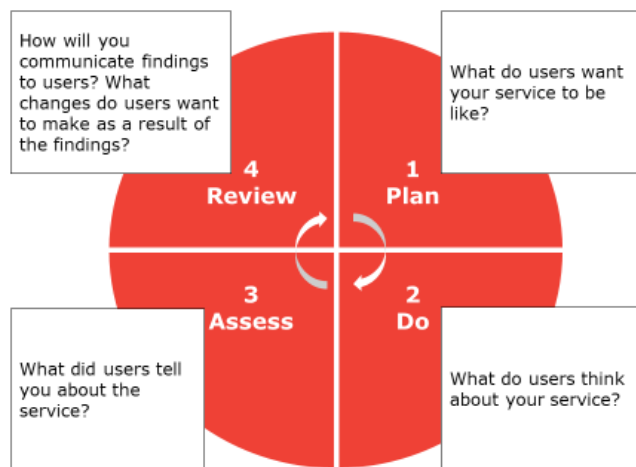 How will you
communicate findings
to users? What
changes do users want
to make as a result of
the findings?
What do users want
your service to be
like?
4
Review
1
Plan
3
Assess
2
Do
What did users tell
you about the
service?
What do users think
about your service?